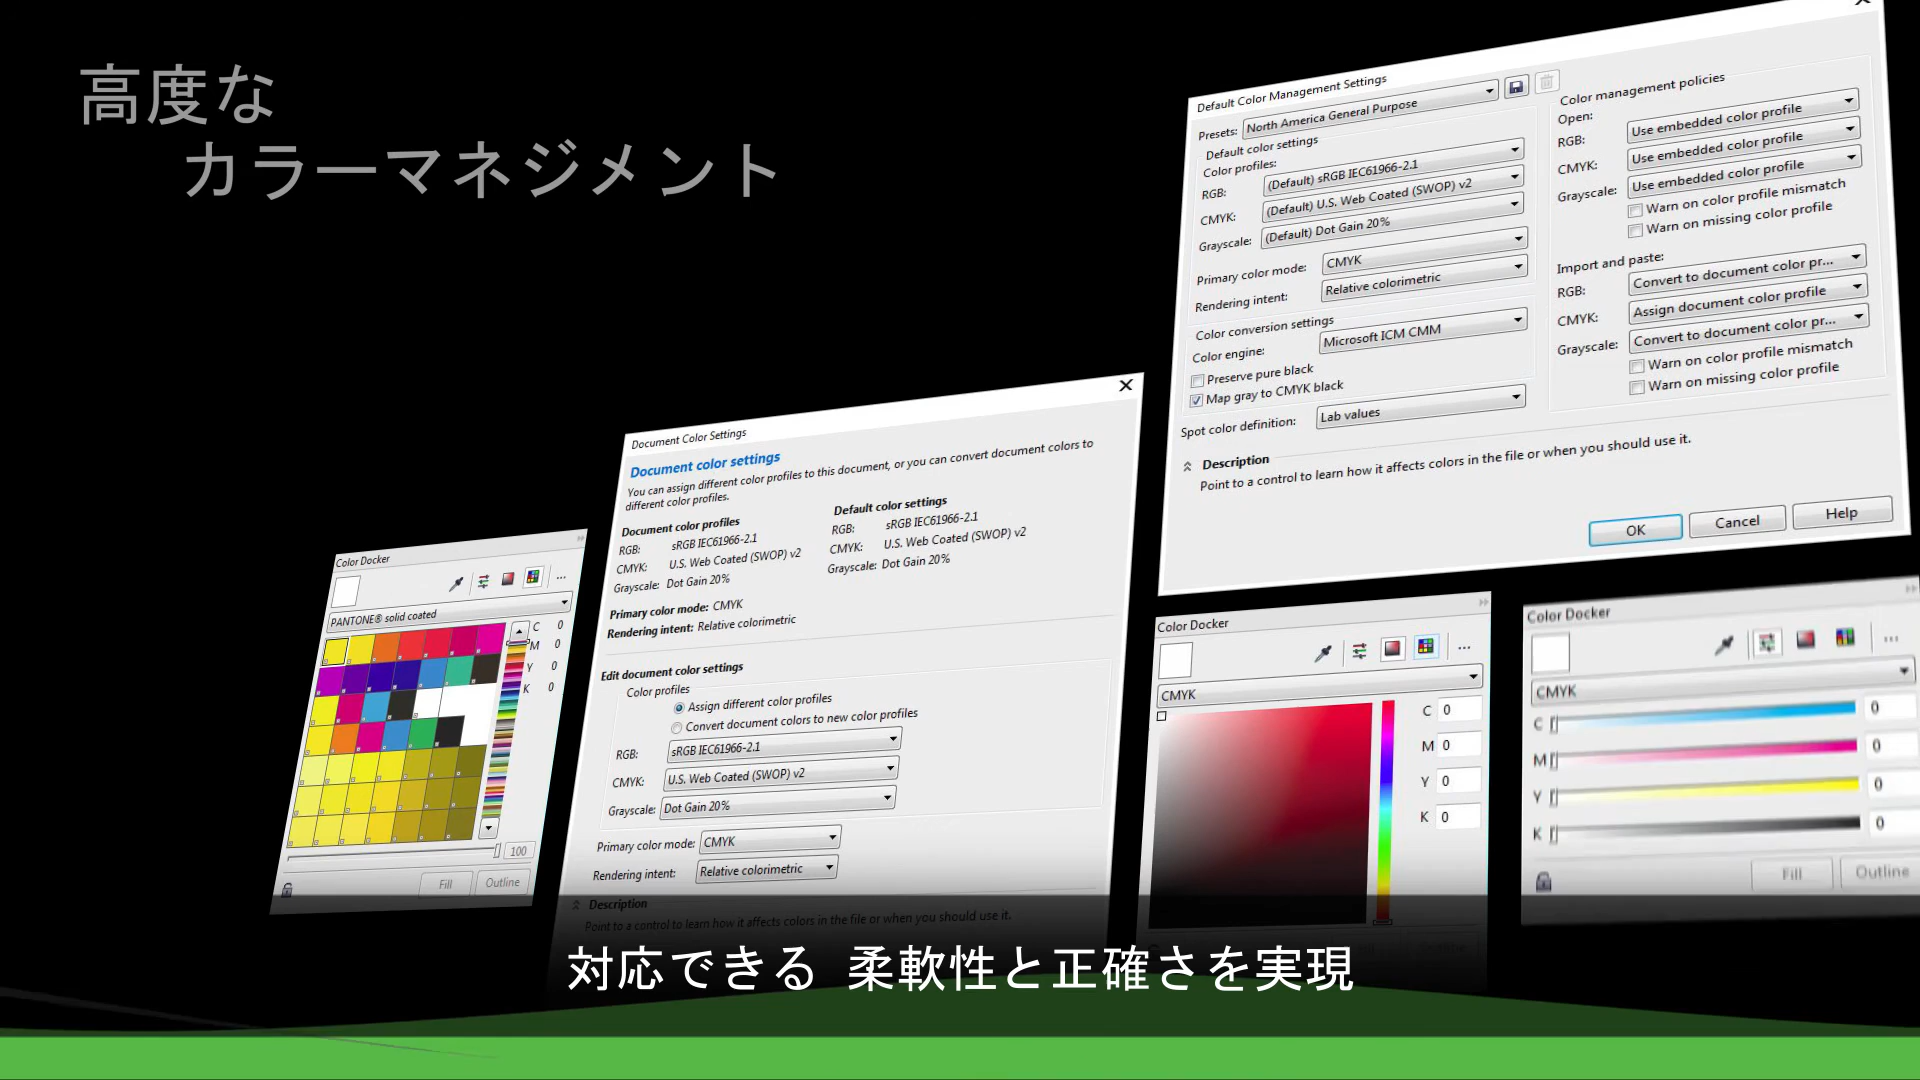 高度な
カラーマネジメント
Default Color Management Settings
Presets: North America General Purpose
Default color settings
Color profiles:
RGB: (Default) sRGB IEC61966-2.1
CMYK: (Default) U.S. Web Coated (SWOP) v2
Grayscale: (Default) Dot Gain 20%
Primary color mode: CMYK
Rendering intent: Relative colorimetric
Color conversion settings
Color engine: Microsoft ICM CMM
Preserve pure black
Map gray to CMYK black
Spot color definition: Lab values
Color management policies
Open:
RGB: Use embedded color profile
CMYK: Use embedded color profile
Grayscale: Use embedded color profile
Warn on color profile mismatch
Warn on missing color profile
Import and paste:
RGB: Convert to document color pr...
CMYK: Assign document color profile
Grayscale: Convert to document color pr...
Warn on color profile mismatch
Warn on missing color profile
Description
Point to a control to learn how it affects colors in the file or when you should use it.
OK Cancel Help
Document Color Settings
Document color settings
You can assign different color profiles to this document, or you can convert document colors to
different color profiles.
Document color profiles
RGB: sRGB IEC61966-2.1
CMYK: U.S. Web Coated (SWOP) v2
Grayscale: Dot Gain 20%
Default color settings
RGB: sRGB IEC61966-2.1
CMYK: U.S. Web Coated (SWOP) v2
Grayscale: Dot Gain 20%
Primary color mode: CMYK
Rendering intent: Relative colorimetric
Edit document color settings
Color profiles
Assign different color profiles
Convert document colors to new color profiles
RGB: sRGB IEC61966-2.1
CMYK: U.S. Web Coated (SWOP) v2
Grayscale: Dot Gain 20%
Primary color mode: CMYK
Rendering intent: Relative colorimetric
Description
Point to a control to learn how it affects colors in the file or when you should use it.
Color Docker
PANTONE® solid coated
C 0
M 0
Y 0
K 0
100
Fill Outline
Color Docker
CMYK
C 0
M 0
Y 0
K 0
Color Docker
CMYK
C 0
M 0
Y 0
K 0
Fill Outline
対応できる 柔軟性と正確さを実現